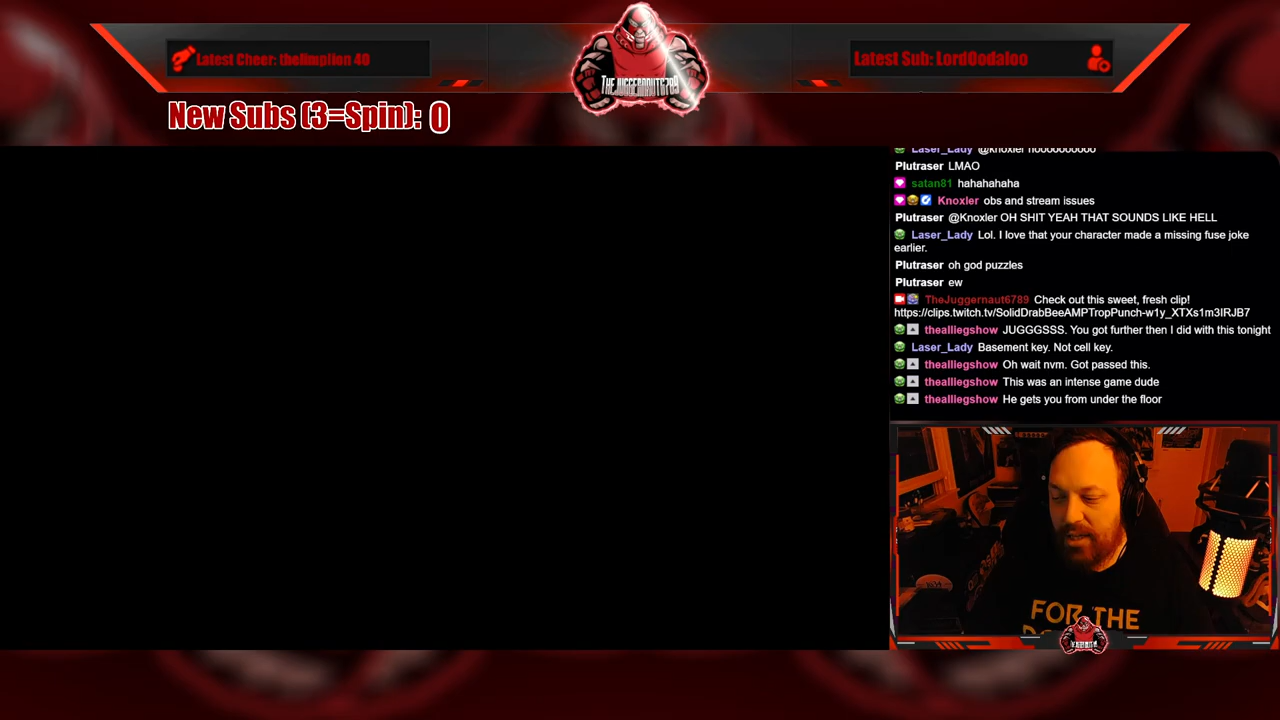 Latest Cheer: thelimplion 40
THEJUGGERNAUT6789
Latest Sub: LordOodaloo
New Subs (3=Spin): 0
Laser_Lady @knoxler nooooooooo
Plutraser LMAO
satan81 hahahahaha
Knoxler obs and stream issues
Plutraser @Knoxler OH SHIT YEAH THAT SOUNDS LIKE HELL
Laser_Lady Lol. I love that your character made a missing fuse joke
earlier.
Plutraser oh god puzzles
Plutraser ew
TheJuggernaut6789 Check out this sweet, fresh clip!
https://clips.twitch.tv/SolidDrabBeeAMPTropPunch-w1y_XTXs1m3IRJB7
thealliegshow JUGGGSSS. You got further then I did with this tonight
Laser_Lady Basement key. Not cell key.
thealliegshow Oh wait nvm. Got passed this.
thealliegshow This was an intense game dude
thealliegshow He gets you from under the floor
FOR THE